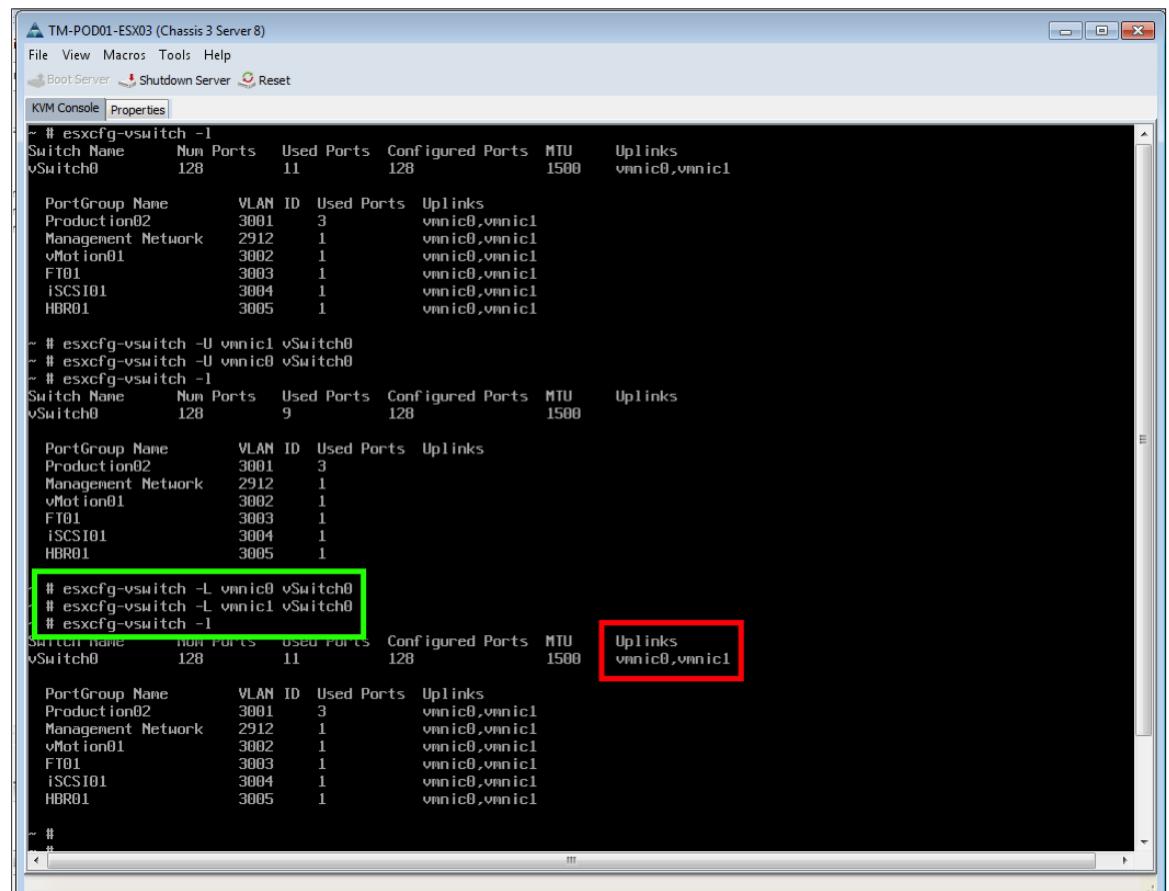 TM-POD01-ESX03 (Chassis 3 Server 8)
File View Macros Tools Help
Boot Server Shutdown Server Reset
KVM Console Properties
~ # esxcfg-vswitch -l
Switch Name Num Ports Used Ports Configured Ports MTU Uplinks
vSwitch0 128 11 128 1500 vmnic0,vmnic1
PortGroup Name VLAN ID Used Ports Uplinks
Production02 3001 3 vmnic0,vmnic1
Management Network 2912 1 vmnic0,vmnic1
vMotion01 3002 1 vmnic0,vmnic1
FT01 3003 1 vmnic0,vmnic1
iSCSI01 3004 1 vmnic0,vmnic1
HBR01 3005 1 vmnic0,vmnic1
~ # esxcfg-vswitch -U vmnic1 vSwitch0
~ # esxcfg-vswitch -U vmnic0 vSwitch0
~ # esxcfg-vswitch -l
Switch Name Num Ports Used Ports Configured Ports MTU Uplinks
vSwitch0 128 9 128 1500
PortGroup Name VLAN ID Used Ports Uplinks
Production02 3001 3
Management Network 2912 1
vMotion01 3002 1
FT01 3003 1
iSCSI01 3004 1
HBR01 3005 1
# esxcfg-vswitch -L vmnic0 vSwitch0
# esxcfg-vswitch -L vmnic1 vSwitch0
# esxcfg-vswitch -l
Switch Name Num Ports Used Ports Configured Ports MTU Uplinks
vSwitch0 128 11 128 1500 vmnic0,vmnic1
PortGroup Name VLAN ID Used Ports Uplinks
Production02 3001 3 vmnic0,vmnic1
Management Network 2912 1 vmnic0,vmnic1
vMotion01 3002 1 vmnic0,vmnic1
FT01 3003 1 vmnic0,vmnic1
iSCSI01 3004 1 vmnic0,vmnic1
HBR01 3005 1 vmnic0,vmnic1
~ #
~ #